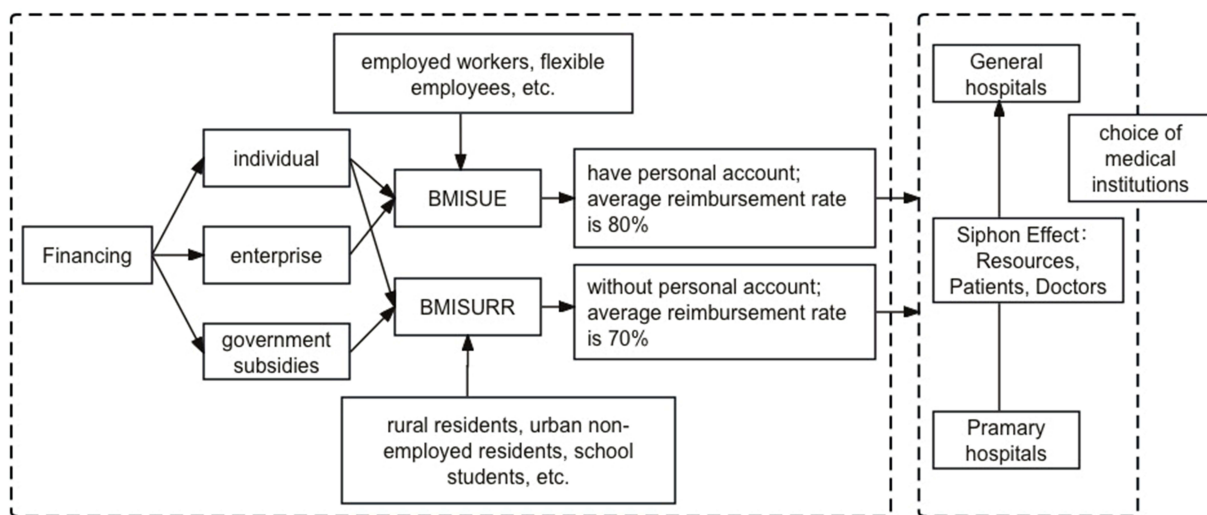 employed workers, flexible
employees, etc.
General
hospitals
choice of
medical
institutions
individual
have personal account;
average reimbursement rate
is 80%
BMISUE
Financing
enterprise
Siphon Effect:
Resources,
Patients, Doctors
without personal account;
average reimbursement rate
is 70%
BMISURR
government
subsidies
rural residents, urban non-
employed residents, school
students, etc.
Pramary
hospitals